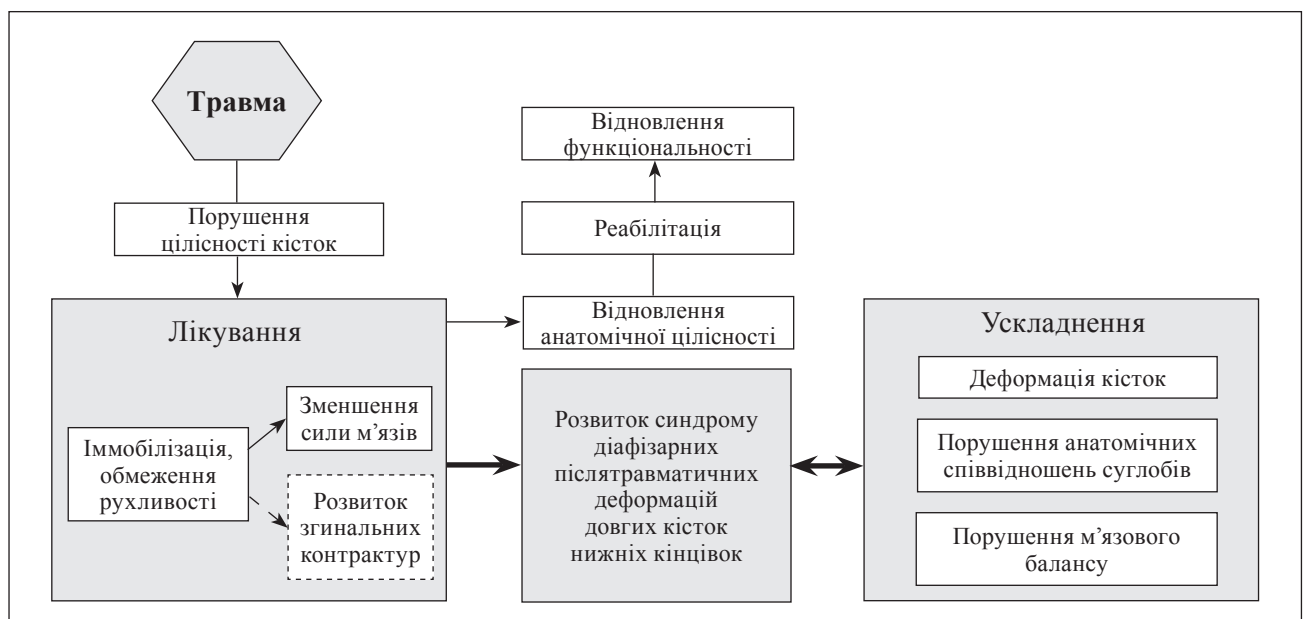 Травма
Порушення
цілісності кісток
Відновлення
функціональності
Реабілітація
Відновлення
анатомічної цілісності
Лікування
Іммобілізація,
обмеження
рухливості
Зменшення
сили м’язів
Розвиток
згинальних
контрактур
Розвиток синдрому
діафізарних
післятравматичних
деформацій
довгих кісток
нижніх кінцівок
Ускладнення
Деформація кісток
Порушення анатомічних
співвідношень суглобів
Порушення м’язового
балансу